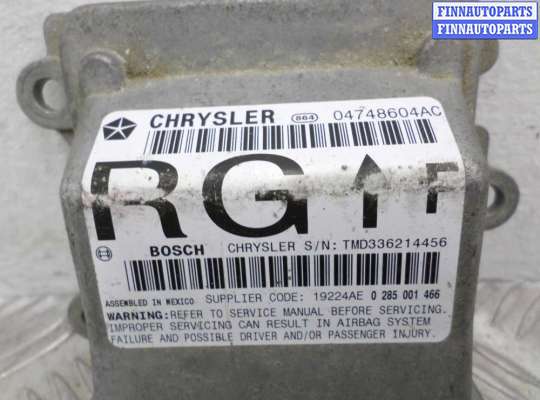 FINNAUTOPARTS
FINNAUTOPARTS
CHRYSLER 864 04748604AC
RG F
BOSCH CHRYSLER S/N: TMD336214456
ASSEMBLED IN MEXICO SUPPLIER CODE: 19224AE 0 285 001 466
WARNING: REFER TO SERVICE MANUAL BEFORE SERVICING.
IMPROPER SERVICING CAN RESULT IN AIRBAG SYSTEM
FAILURE AND POSSIBLE DRIVER AND/OR PASSENGER INJURY.